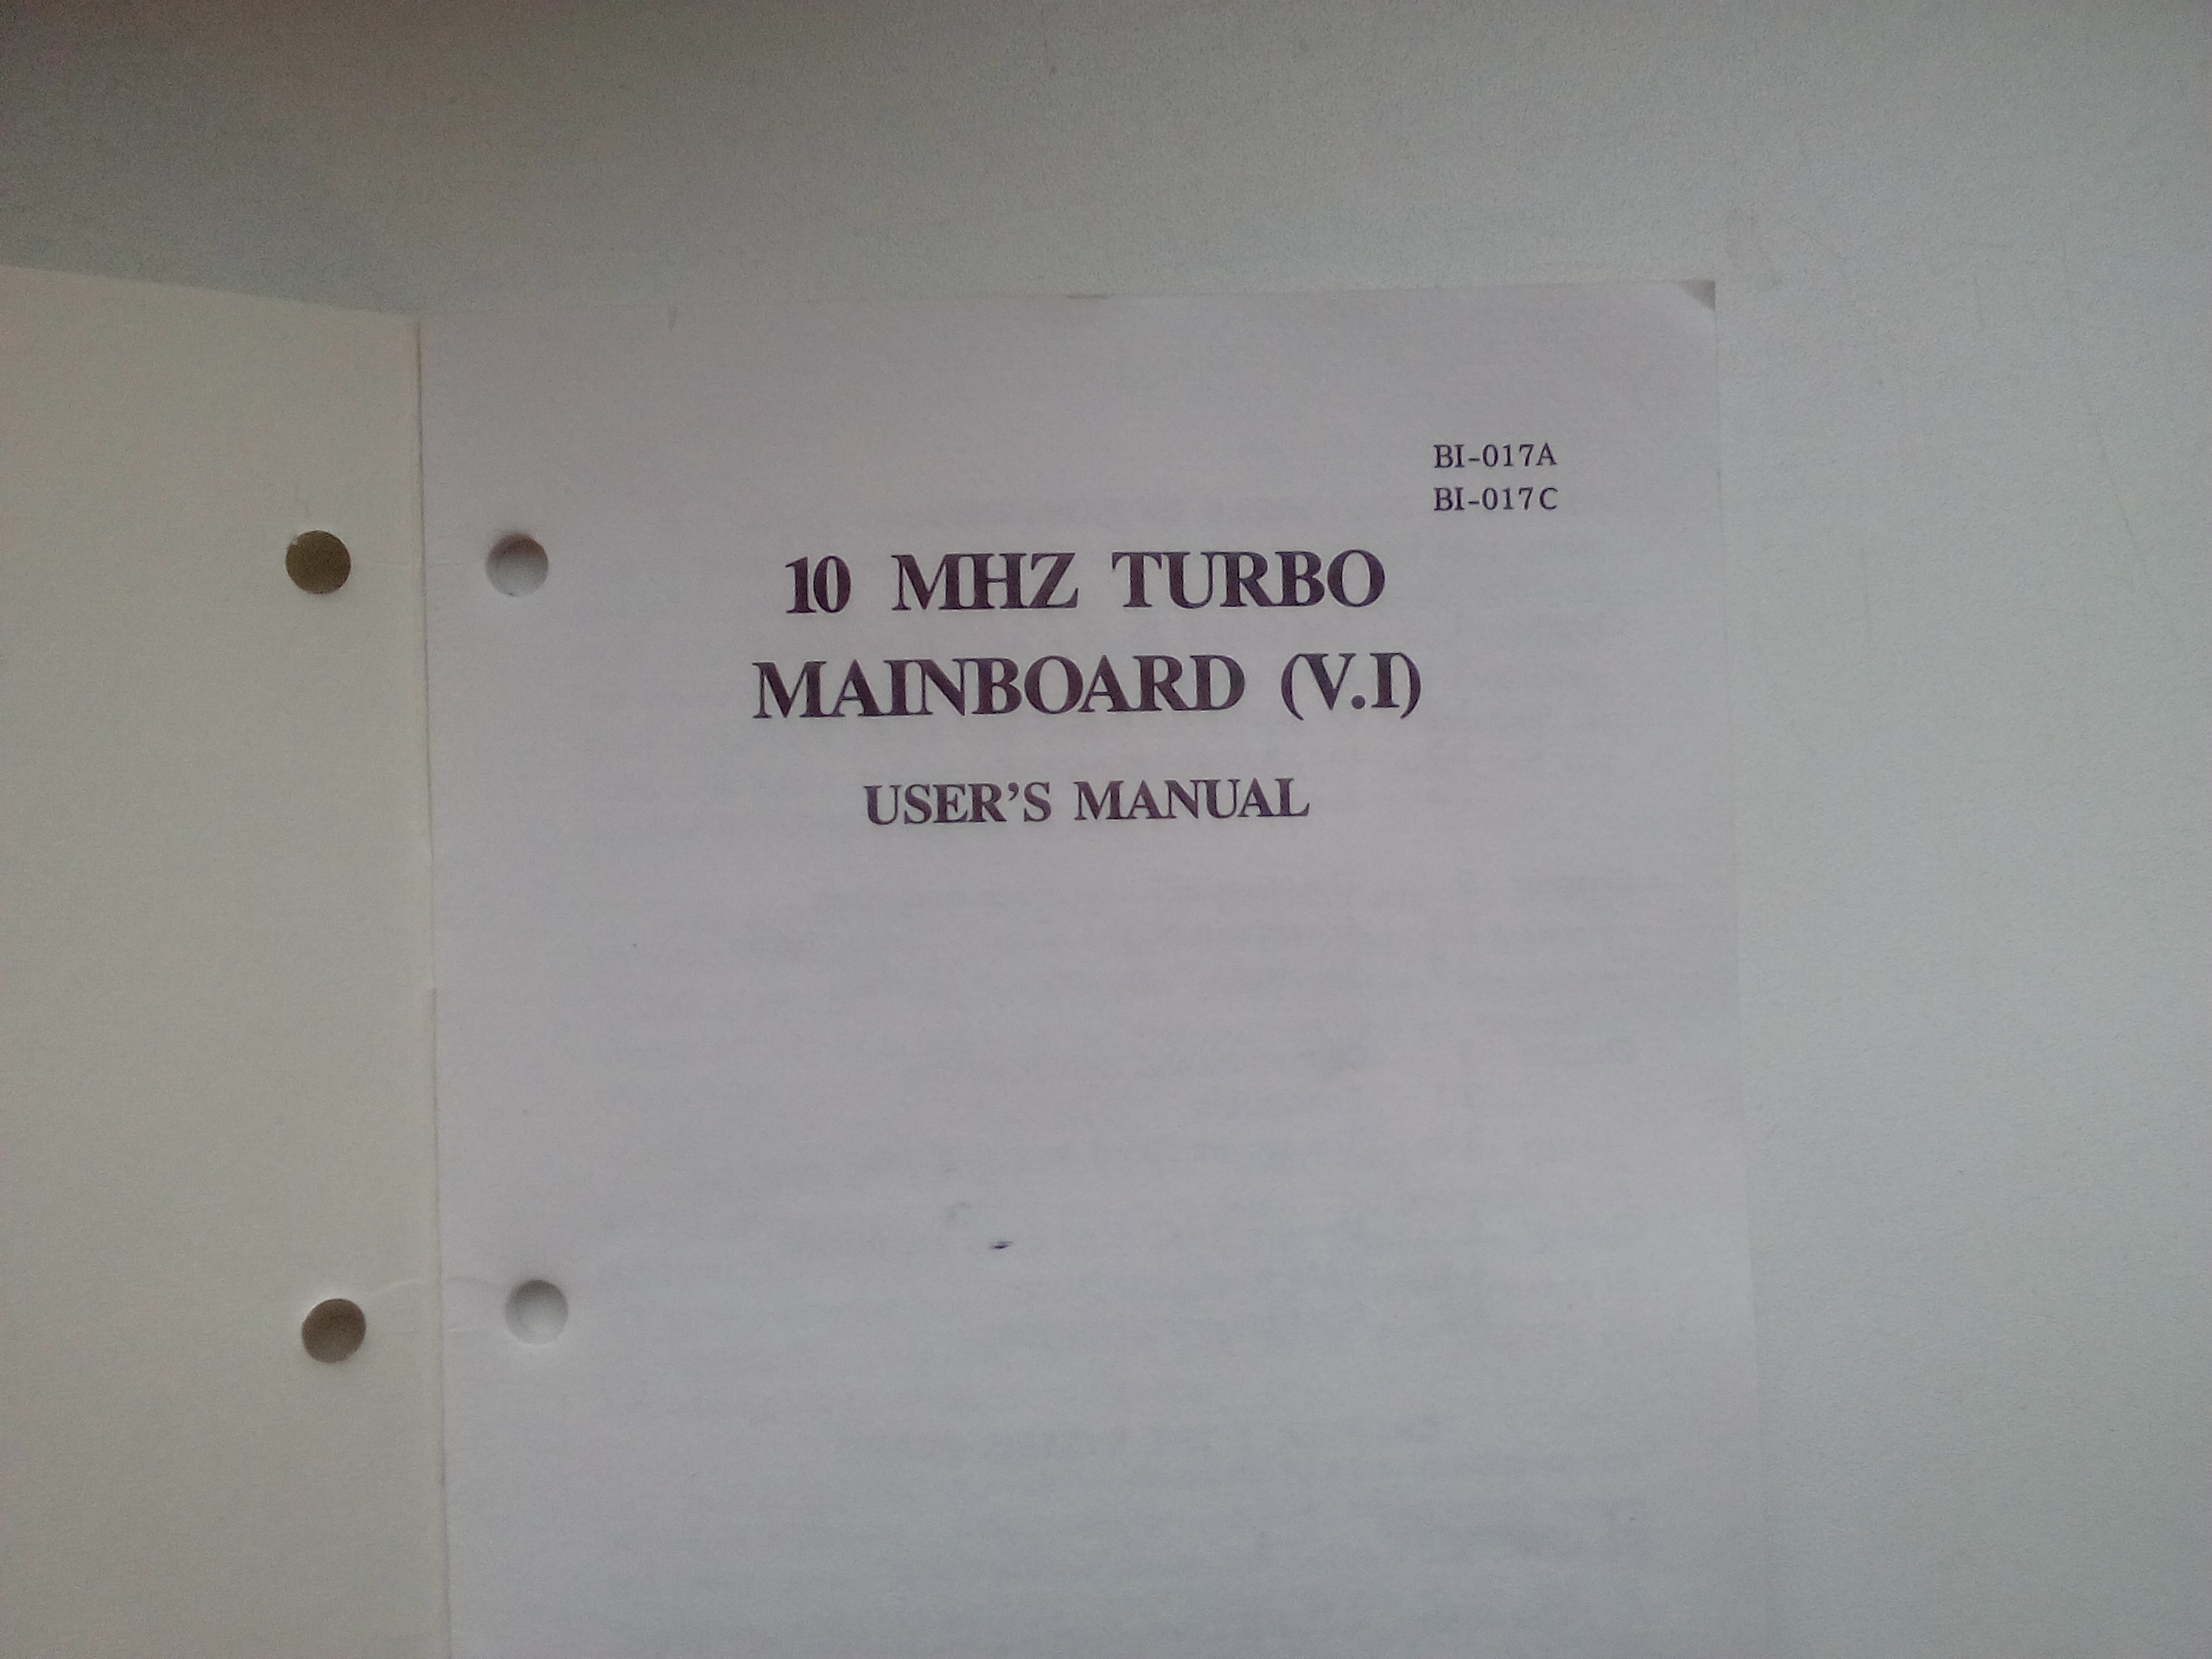 BI-017A
BI-017C
10 MHZ TURBO
MAINBOARD (V.I)
USER'S MANUAL